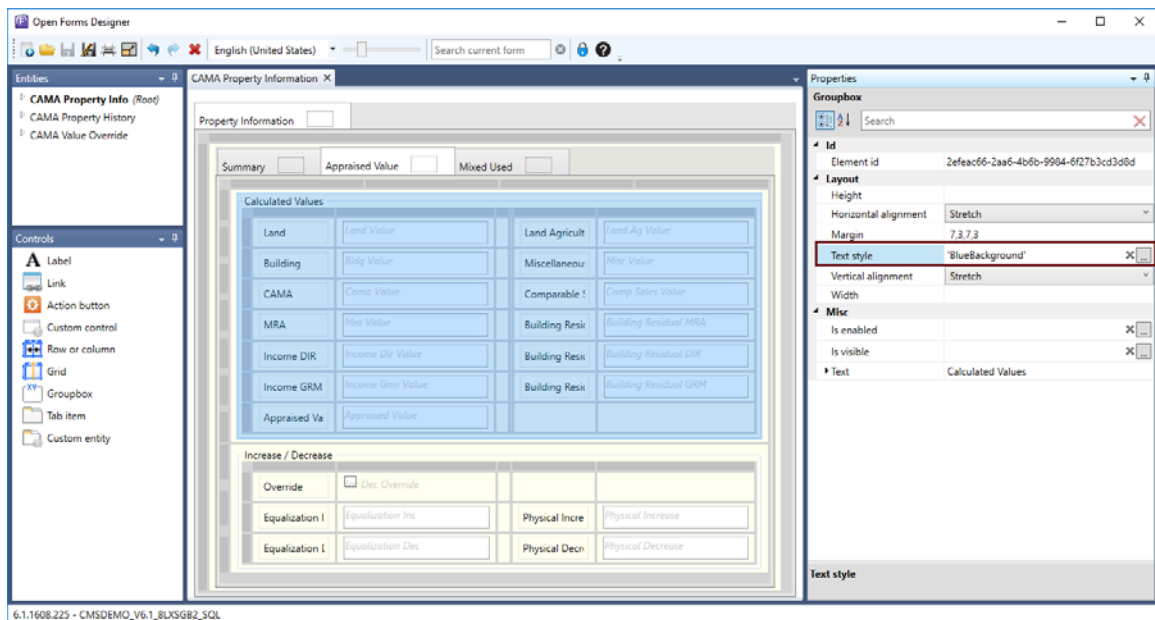 Open Forms Designer
English (United States)
Search current form
Entities
CAMA Property Info (Root)
CAMA Property History
CAMA Value Override
Controls
A Label
Link
Action button
Custom control
Row or column
Grid
XY Groupbox
Tab item
Custom entity
CAMA Property Information
Property Information
Summary Appraised Value Mixed Used
Calculated Values
Land Land Value Land Agricult Land Ag Value
Building Bldg Value Miscellaneou Misc Value
CAMA Cama Value Comparable S Comp Sales Value
MRA Mra Value Building Resic Building Residual MRA
Income DIR Income Dir Value Building Resic Building Residual DIR
Income GRM Income Grm Value Building Resic Building Residual GRM
Appraised Va Appraised Value
Increase / Decrease
Override ... Dec Override
Equalization I Equalization Inc Physical Incre Physical Increase
Equalization D Equalization Dec Physical Decr Physical Decrease
Properties
Groupbox
Search
Id
Element id 2efeac66-2aa6-4b6b-9984-6f27b3cd3d8d
Layout
Height
Horizontal alignment Stretch
Margin 7,3,7,3
Text style 'BlueBackground' ...
Vertical alignment Stretch
Width
Misc
Is enabled ...
Is visible ...
Text Calculated Values
Text style
6.1.1608.225 - CMSDEMO_V6.1_8LXSGB2_SQL